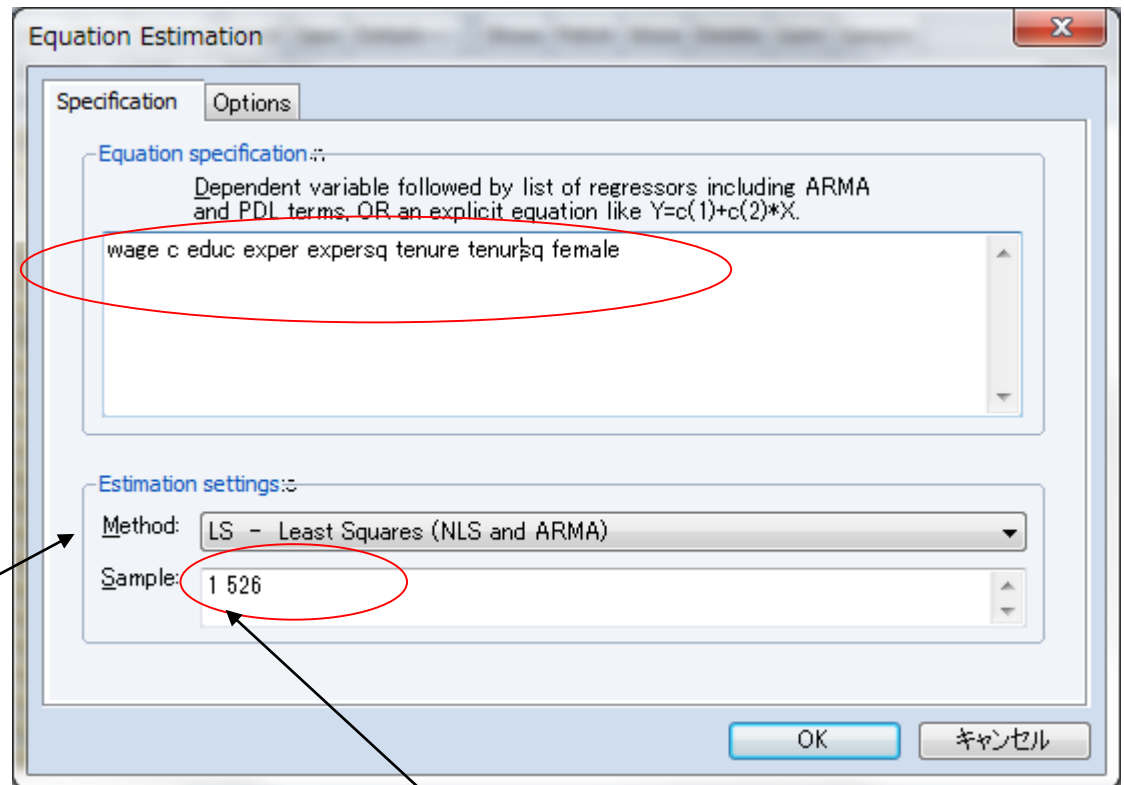 Equation Estimation
Specification Options
Equation specification
Dependent variable followed by list of regressors including ARMA
and PDL terms, OR an explicit equation like Y=c(1)+c(2)*X.
wage c educ exper expersq tenure tenursq female
Estimation settings:
Method: LS - Least Squares (NLS and ARMA)
Sample: 1 526
OK キャンセル